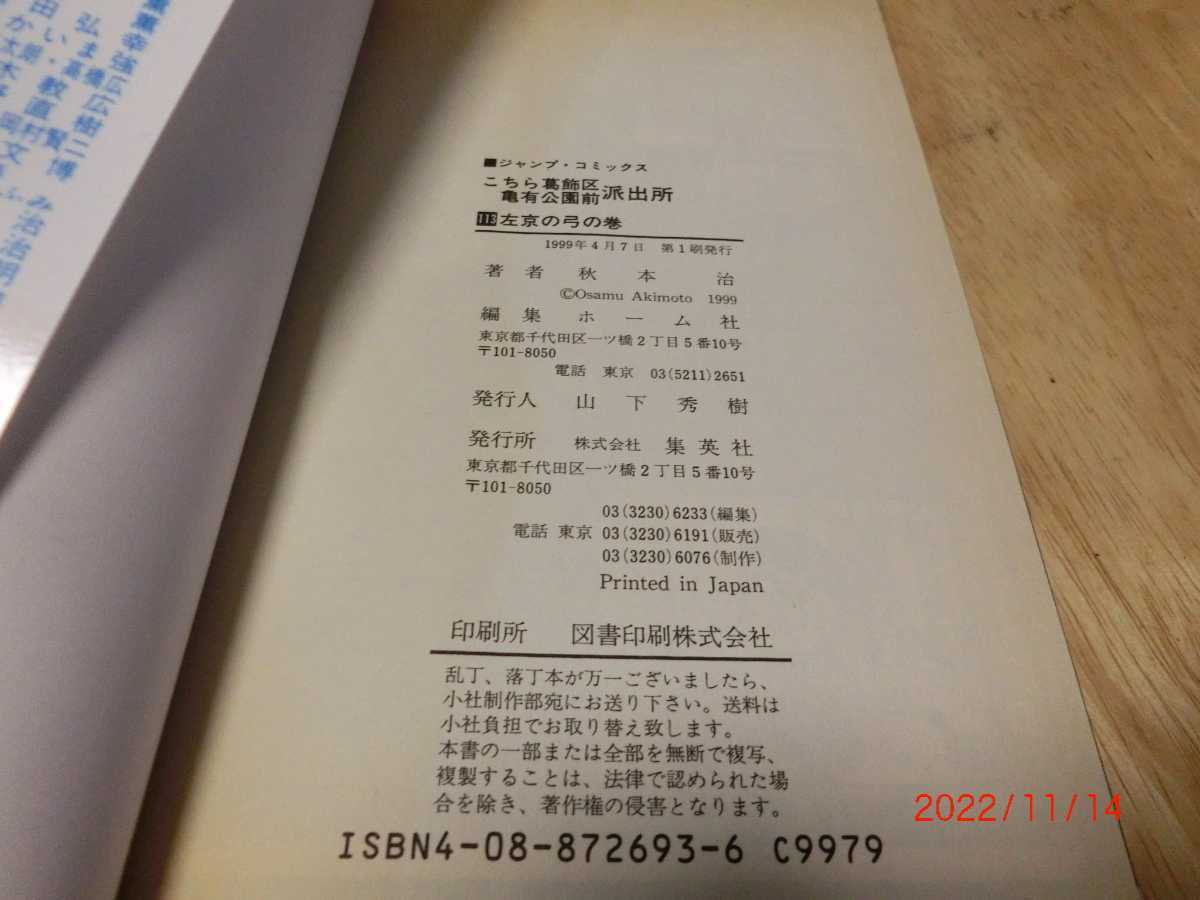 ■ジャンプ・コミックス
こちら葛飾区
亀有公園前
派出所
113左京の弓の巻
1999年4月7日 第1刷発行
著者 秋本治
©Osamu Akimoto 1999
編集 ホーム社
東京都千代田区一ツ橋2丁目5番10号
〒101-8050
電話 東京 03(5211)2651
発行人 山下秀樹
発行所 株式会社 集英社
東京都千代田区一ツ橋2丁目5番10号
〒101-8050
03(3230)6233(編集)
電話 東京 03(3230)6191(販売)
03(3230)6076(制作)
Printed in Japan
印刷所 図書印刷株式会社
乱丁、落丁本が万一ございましたら、
小社制作部宛にお送り下さい。送料は
小社負担でお取り替え致します。
本書の一部または全部を無断で複写、
複製することは、法律で認められた場
合を除き、著作権の侵害となります。
ISBN4-08-872693-6 C9979
2022/11/14